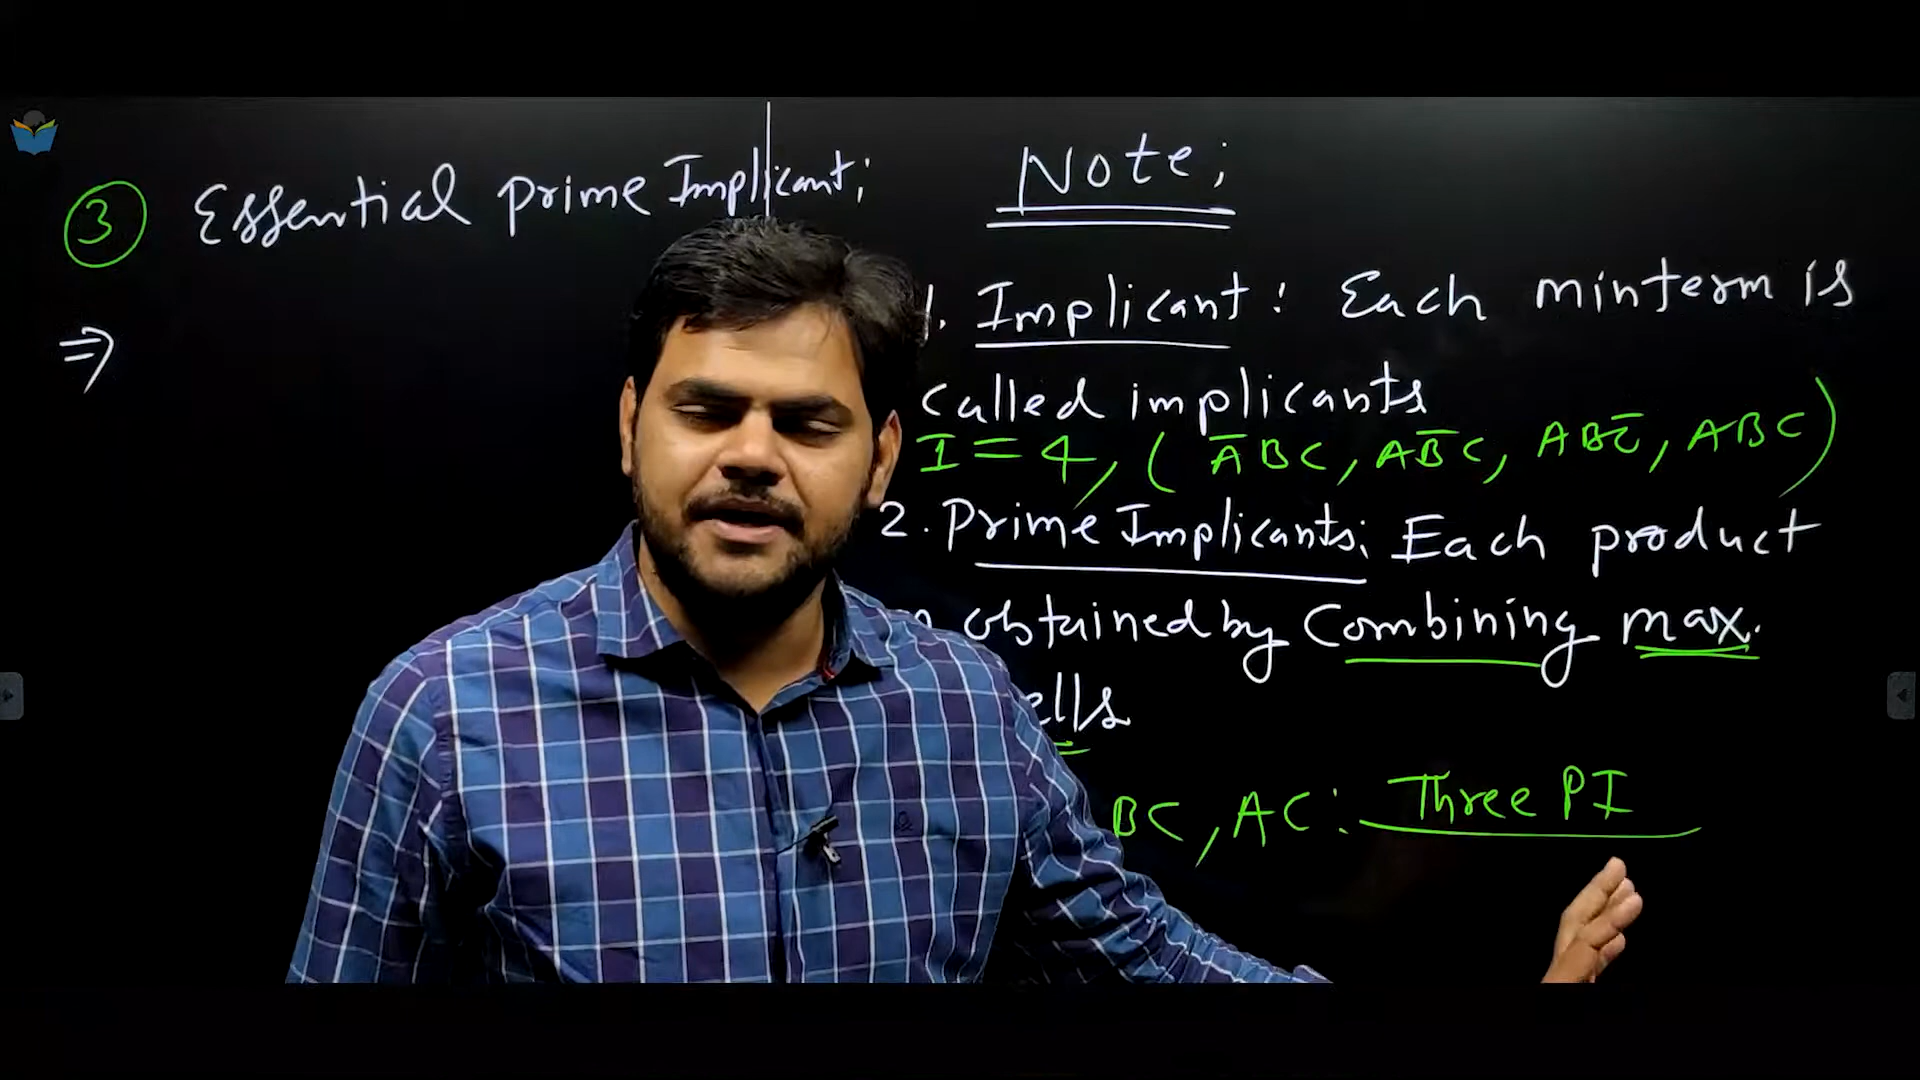 ③ Essential prime Implicant;
⇒
Note;
1. Implicant: Each minterm is
called implicants
I = 4, ( A̅BC, AB̅C, ABC̅, ABC )
2. Prime Implicants: Each product
obtained by Combining max.
BC, AC: Three PI